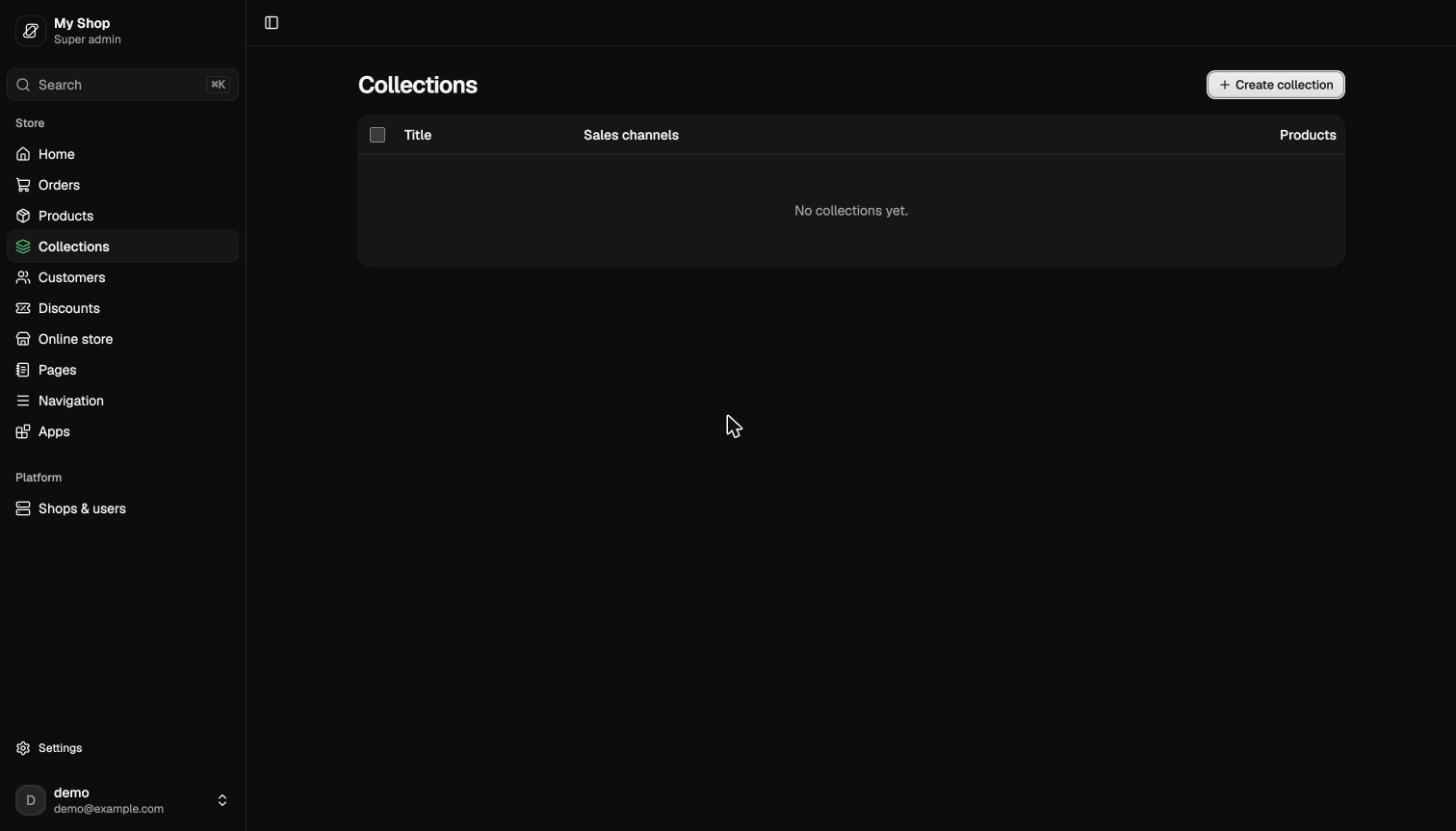 My Shop
Super admin
Search
⌘K
Store
Home
Orders
Products
Collections
Customers
Discounts
Online store
Pages
Navigation
Apps
Platform
Shops & users
Settings
D
demo
demo@example.com
Collections
Create collection
Title Sales channels Products
No collections yet.